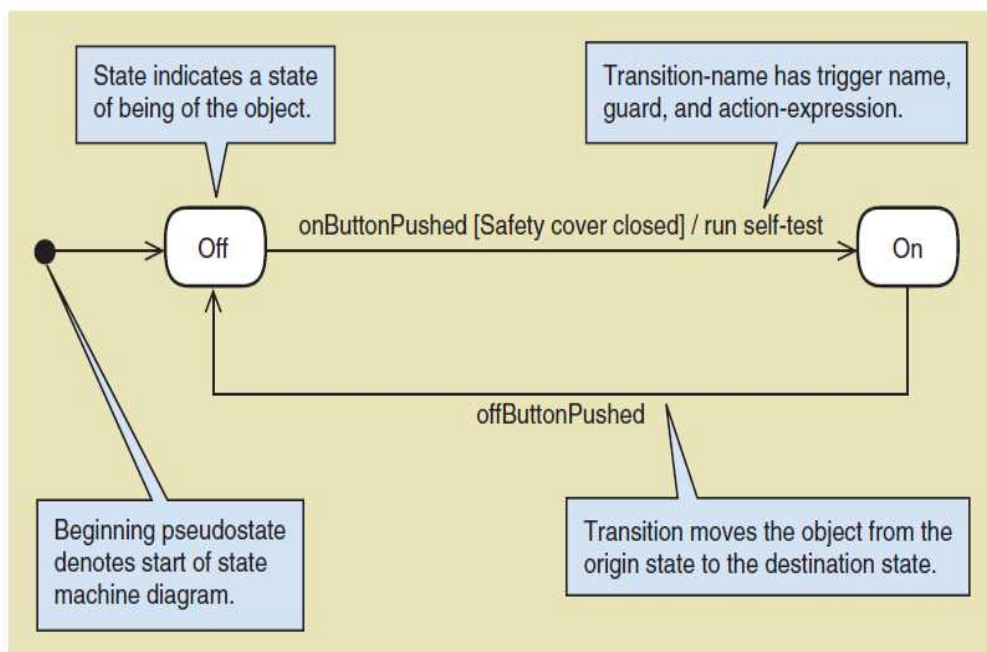 State indicates a state
of being of the object.
Transition-name has trigger name,
guard, and action-expression.
onButtonPushed [Safety cover closed] / run self-test
Off
On
offButtonPushed
Beginning pseudostate
denotes start of state
machine diagram.
Transition moves the object from the
origin state to the destination state.